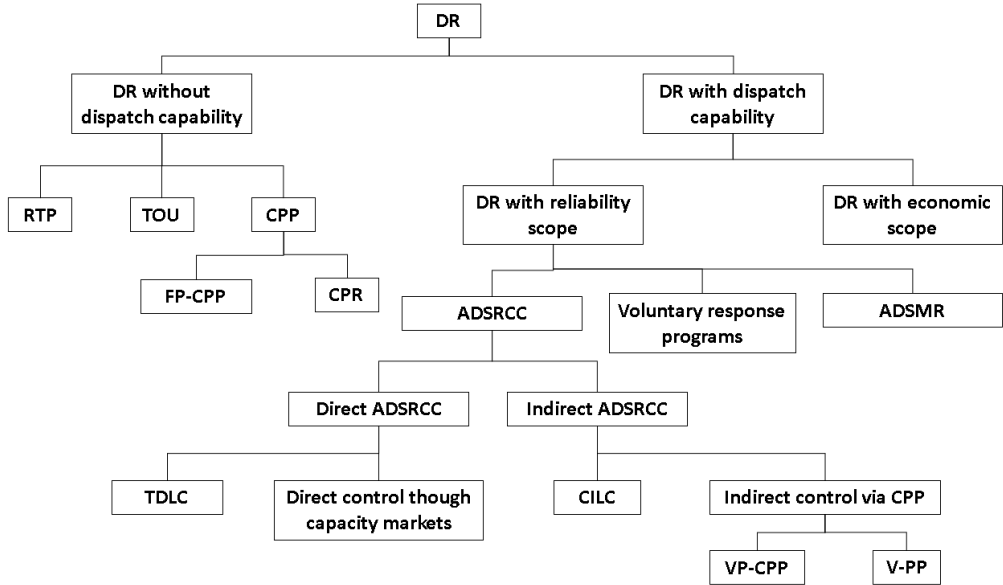 DR
DR without
dispatch capability
DR with dispatch
capability
RTP
TOU
CPP
DR with reliability
scope
DR with economic
scope
FP-CPP
CPR
ADSRCC
Voluntary response
programs
ADSMR
Direct ADSRCC
Indirect ADSRCC
TDLC
Direct control though
capacity markets
CILC
Indirect control via CPP
VP-CPP
V-PP